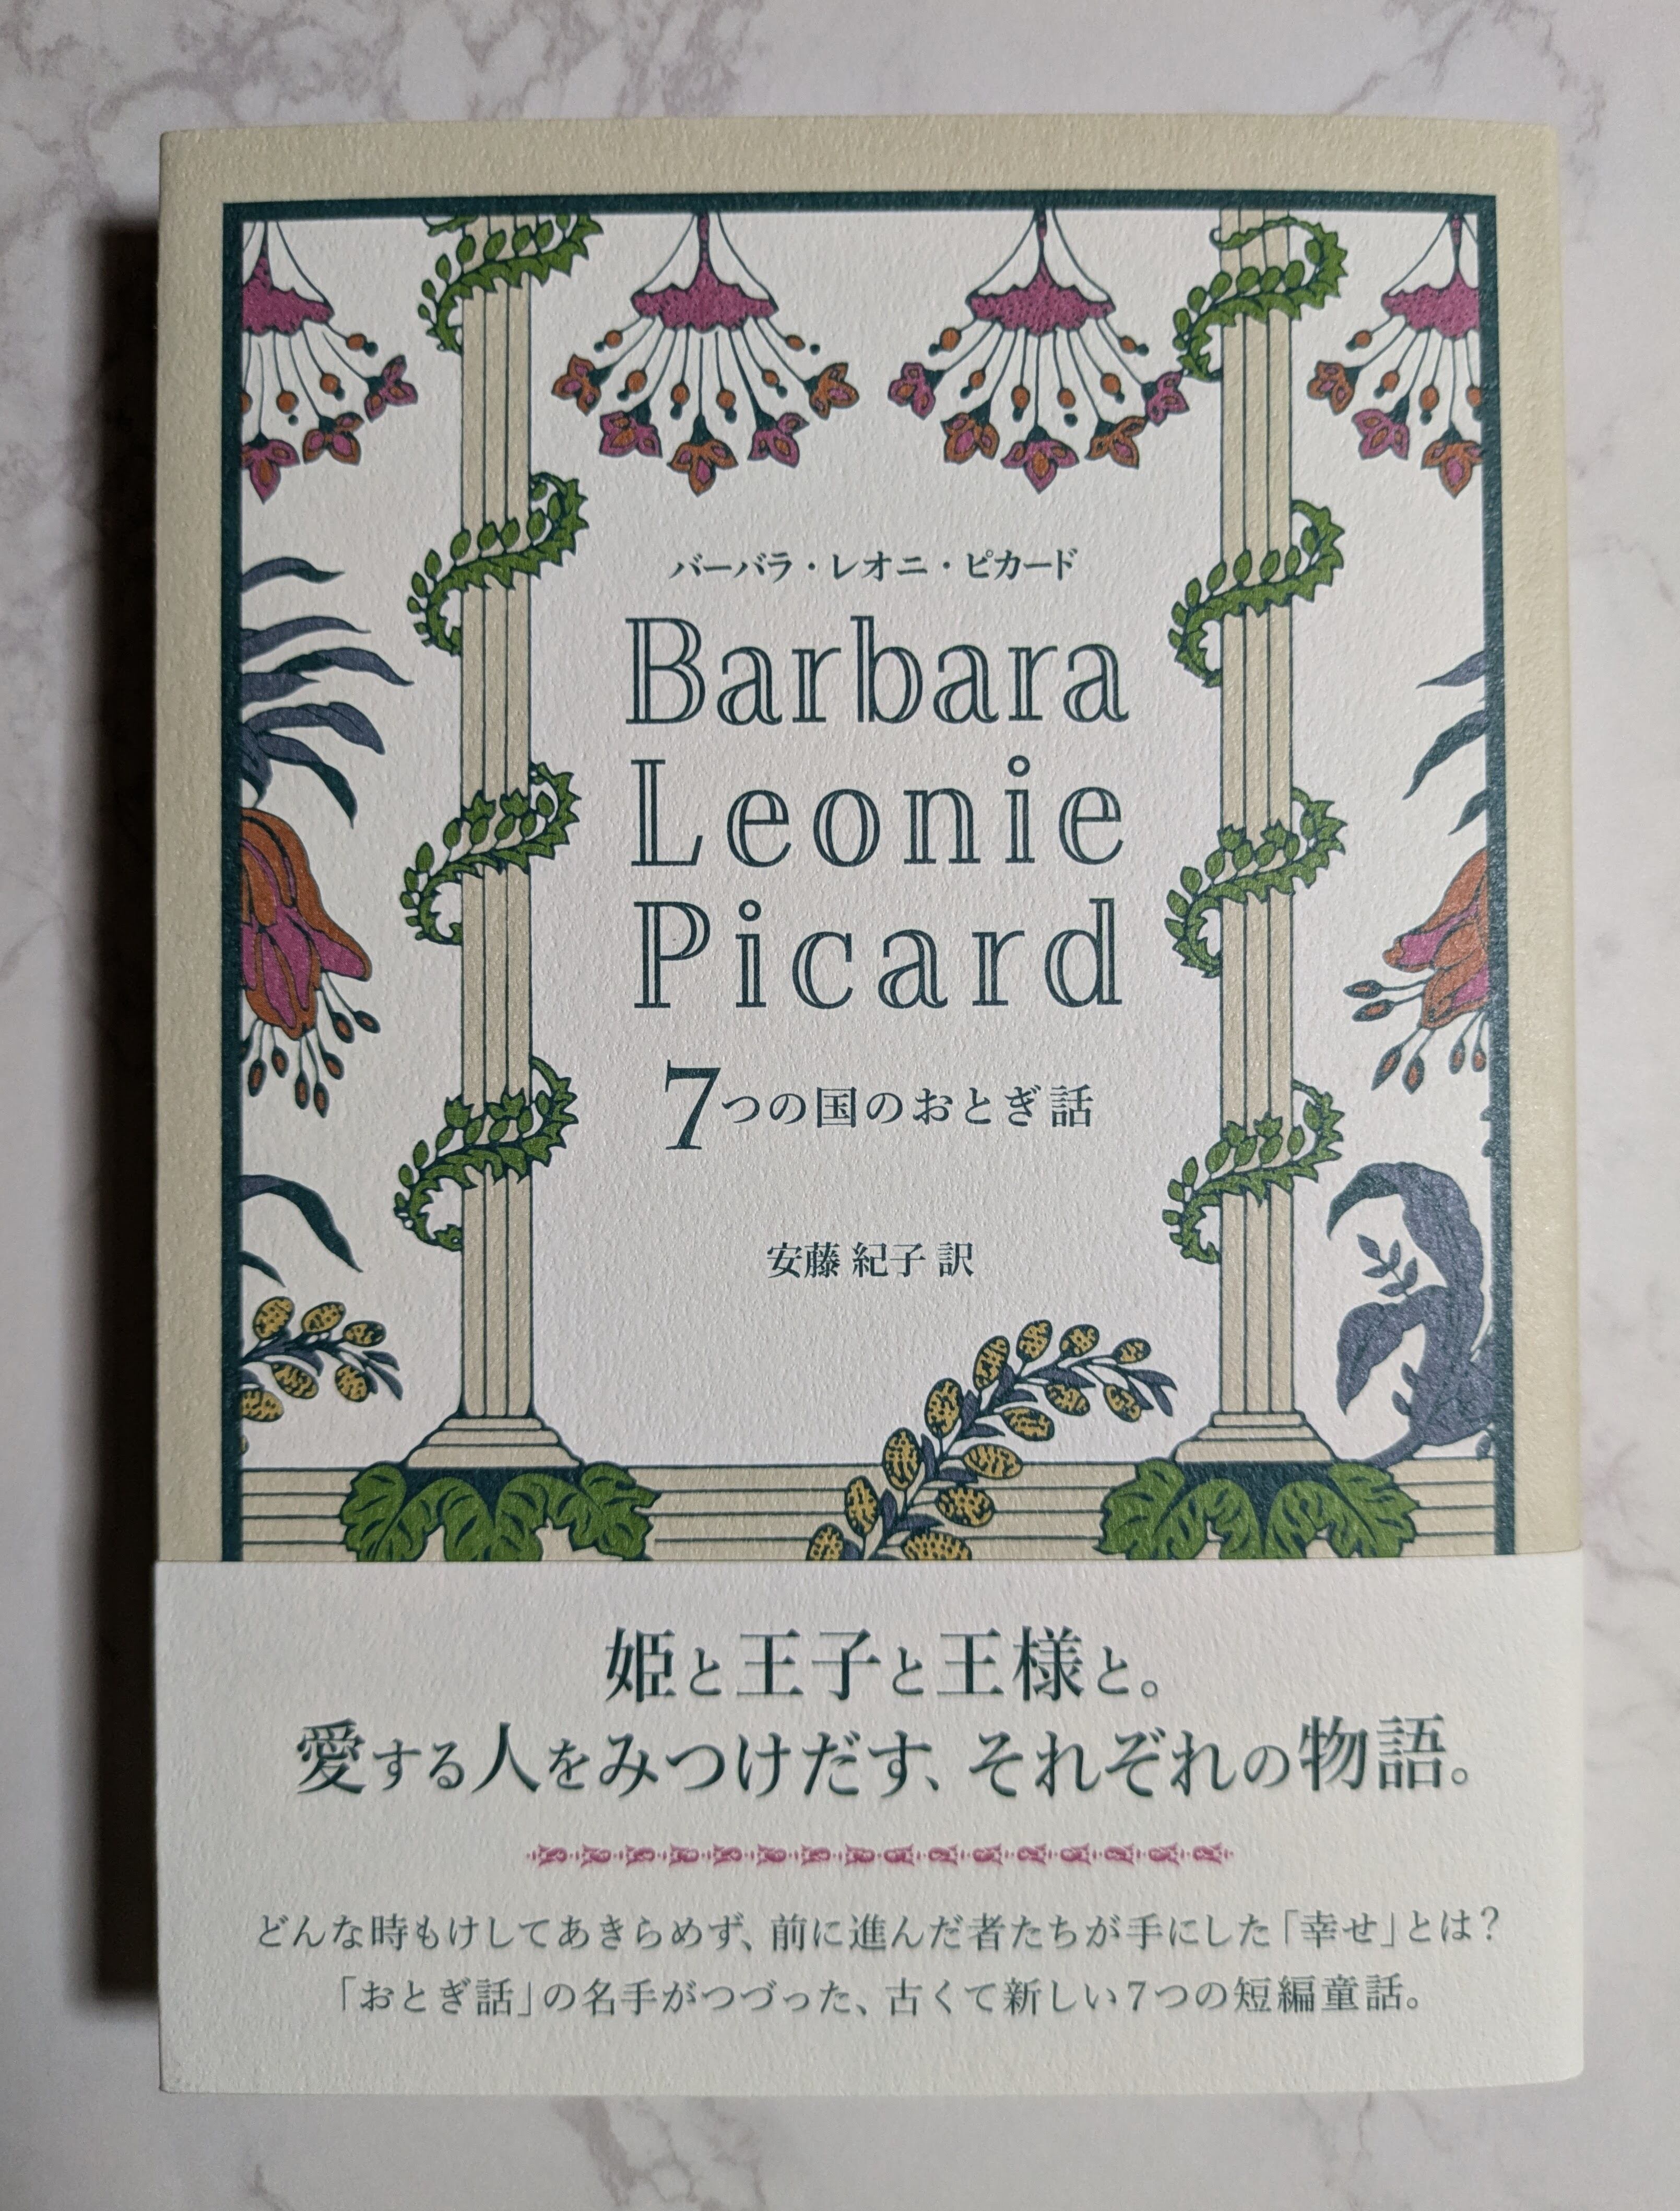 バーバラ・レオニ・ピカード
Barbara
Leonie
Picard
7つの国のおとぎ話
安藤 紀子 訳
姫と王子と王様と。
愛する人をみつけだす、それぞれの物語。
どんな時もけしてあきらめず、前に進んだ者たちが手にした「幸せ」とは？
「おとぎ話」の名手がつづった、古くて新しい7つの短編童話。